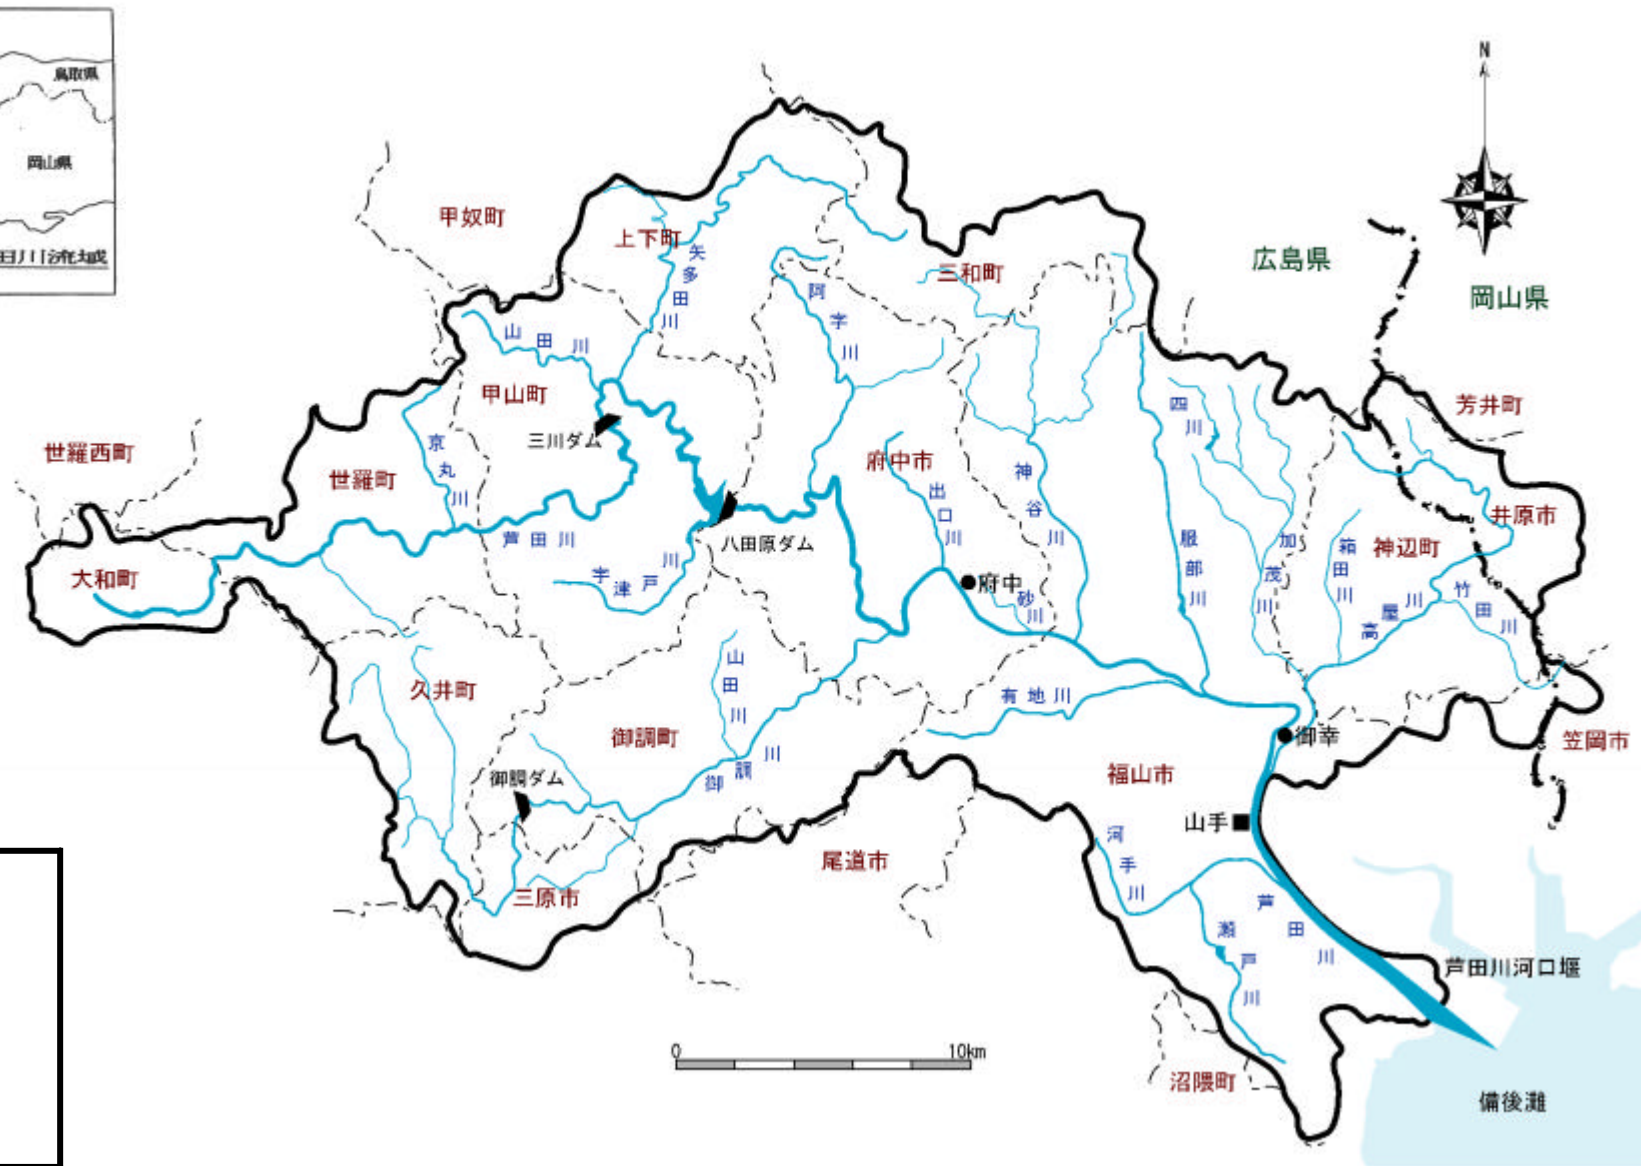 鳥取県
岡山県
田川流域
N
広島県
岡山県
甲奴町
上下町
矢多田川
三和町
阿字川
山田川
甲山町
三川ダム
京丸川
世羅西町
世羅町
芦田川
大和町
宇津戸川
八田原ダム
府中市
出口川
神谷川
四川
服部川
加茂川
箱田川
神辺町
芳井町
井原市
高屋川
竹田川
府中
砂川
久井町
御調町
山田川
御調川
有地川
御幸
笠岡市
御調ダム
福山市
山手
尾道市
三原市
河手川
瀬戸川
芦田川
芦田川河口堰
沼隈町
備後灘
0 10km